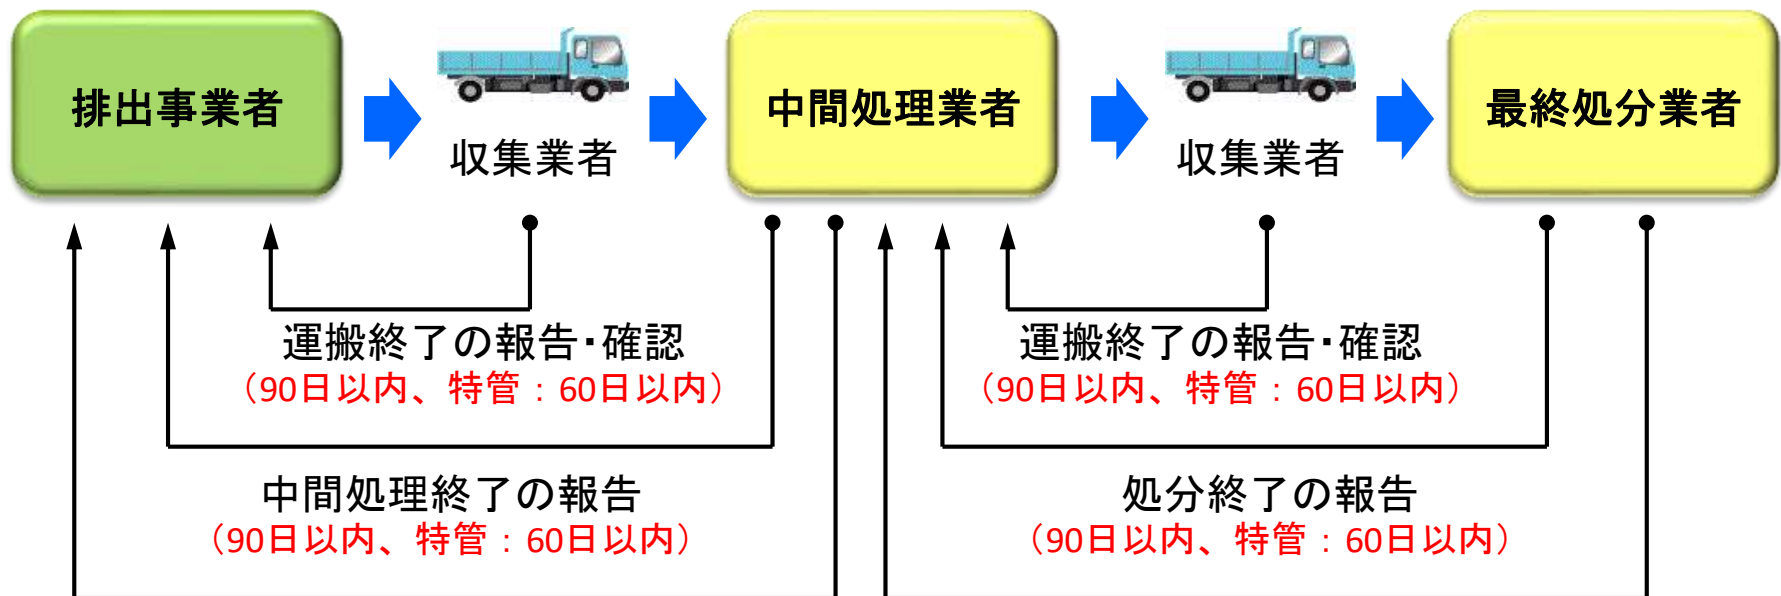 排出事業者
収集業者
中間処理業者
収集業者
最終処分業者
運搬終了の報告・確認
（90日以内、特管：60日以内）
運搬終了の報告・確認
（90日以内、特管：60日以内）
中間処理終了の報告
（90日以内、特管：60日以内）
処分終了の報告
（90日以内、特管：60日以内）